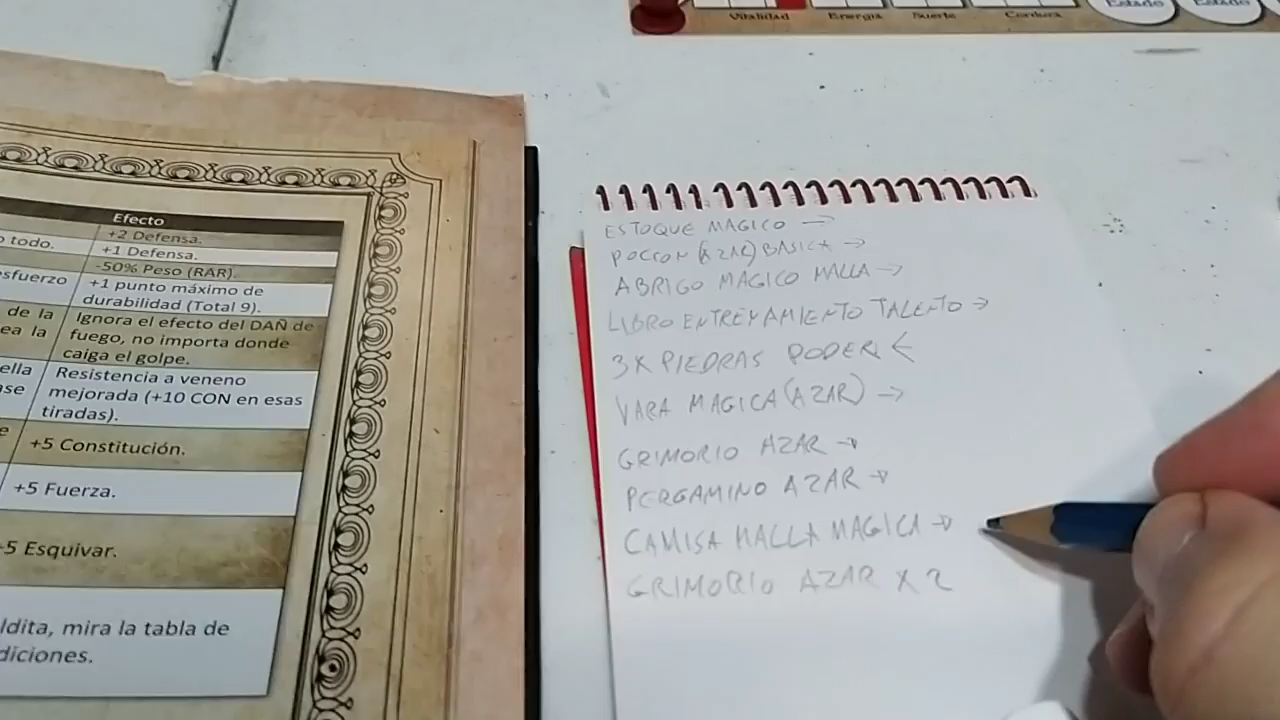 Vitalidad Energía Suerte Cordura Estado Estado
Efecto
o todo. +2 Defensa.
+1 Defensa.
-50% Peso (RAR).
esfuerzo +1 punto máximo de
durabilidad (Total 9).
de la Ignora el efecto del DAÑ de
ea la fuego, no importa donde
caiga el golpe.
ella Resistencia a veneno
ase mejorada (+10 CON en esas
tiradas).
e +5 Constitución.
+5 Fuerza.
+5 Esquivar.
ldita, mira la tabla de
diciones.
ESTOQUE MAGICO →
POCION (AZAR) BASICA →
ABRIGO MAGICO MALLA →
LIBRO ENTRENAMIENTO TALENTO →
3X PIEDRAS PODER ←
VARA MAGICA (AZAR) →
GRIMORIO AZAR →
PERGAMINO AZAR →
CAMISA MALLA MAGICA →
GRIMORIO AZAR X 2